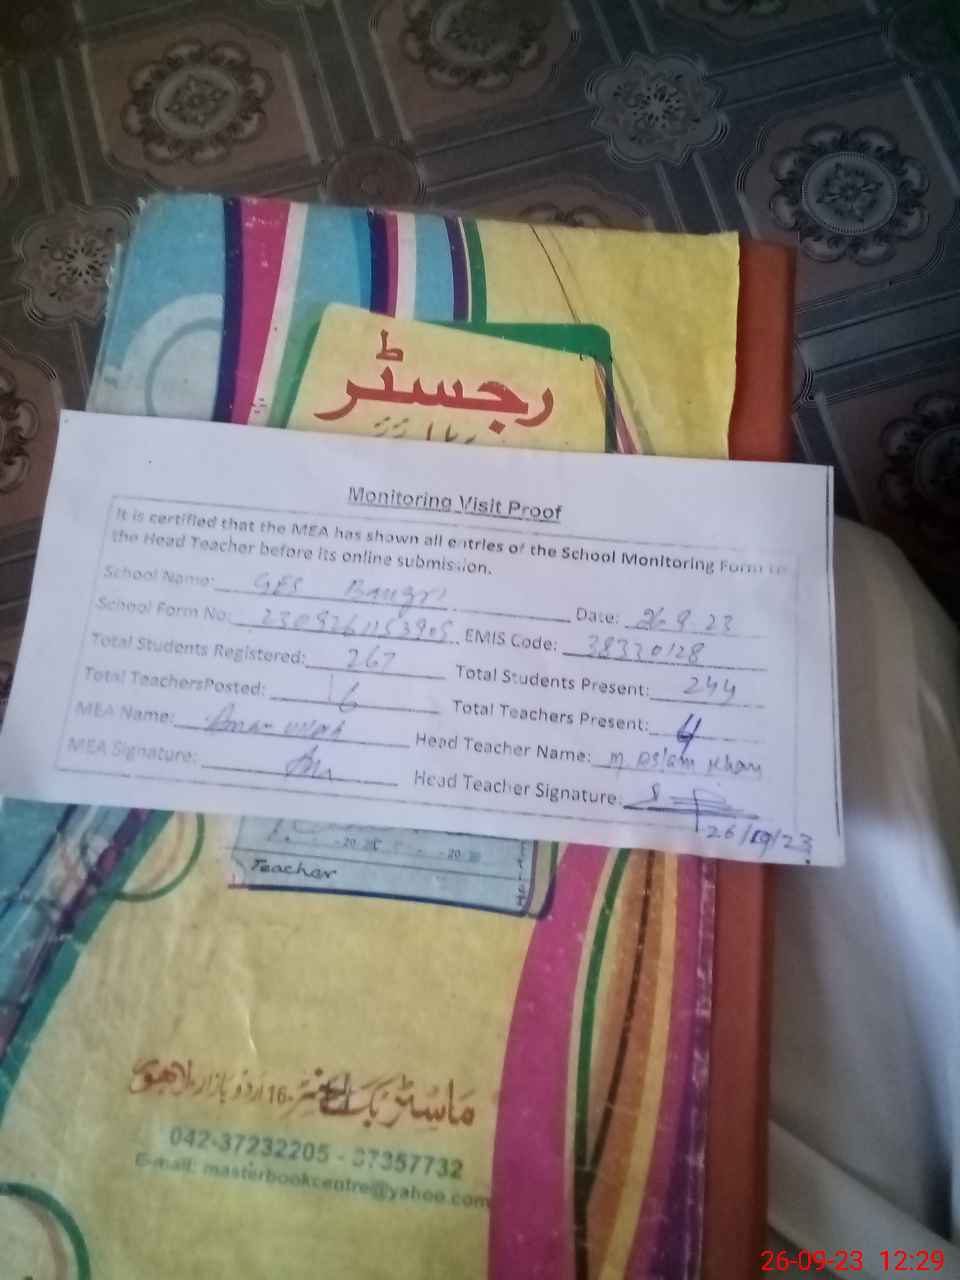 رجسٹر
Monitoring Visit Proof
It is certified that the MEA has shown all entries of the School Monitoring Form to
the Head Teacher before its online submission.
School Name: GES Bangri Date: 26 9 23
School Form No: EMIS Code: 38330128
Total Students Registered: 267 Total Students Present: 244
Total TeachersPosted: 6 Total Teachers Present: 4
MEA Name: Head Teacher Name: M Aslam Khan
MEA Signature: Head Teacher Signature:
26/09/23
Teacher
ماسٹر بک سنٹر 16 اردو بازار لاہور
042-37232205 - 37357732
E-mail: masterbookcentre@yahoo.com
26-09-23 12:29